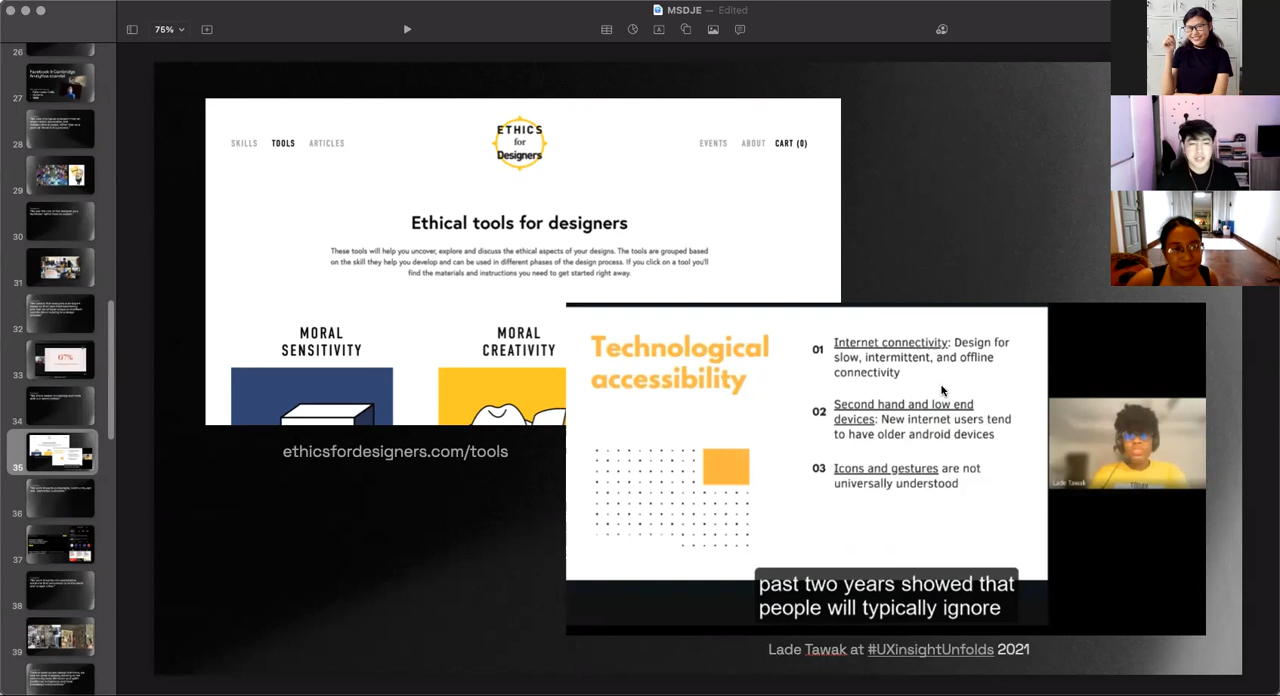 MSDJE — Edited
75%
26
27
28
29
30
31
32
33
67%
34
35
36
37
38
39
SKILLS TOOLS ARTICLES
ETHICS
for
Designers
EVENTS ABOUT CART (0)
Ethical tools for designers
These tools will help you uncover, explore and discuss the ethical aspects of your designs. The tools are grouped based
on the skill they help you develop and can be used in different phases of the design process. If you click on a tool you'll
find the materials and instructions you need to get started right away.
MORAL
SENSITIVITY
MORAL
CREATIVITY
ethicsfordesigners.com/tools
Technological
accessibility
01 Internet connectivity: Design for
slow, intermittent, and offline
connectivity
02 Second hand and low end
devices: New internet users tend
to have older android devices
03 Icons and gestures are not
universally understood
Lade Tawak
past two years showed that
people will typically ignore
Lade Tawak at #UXinsightUnfolds 2021